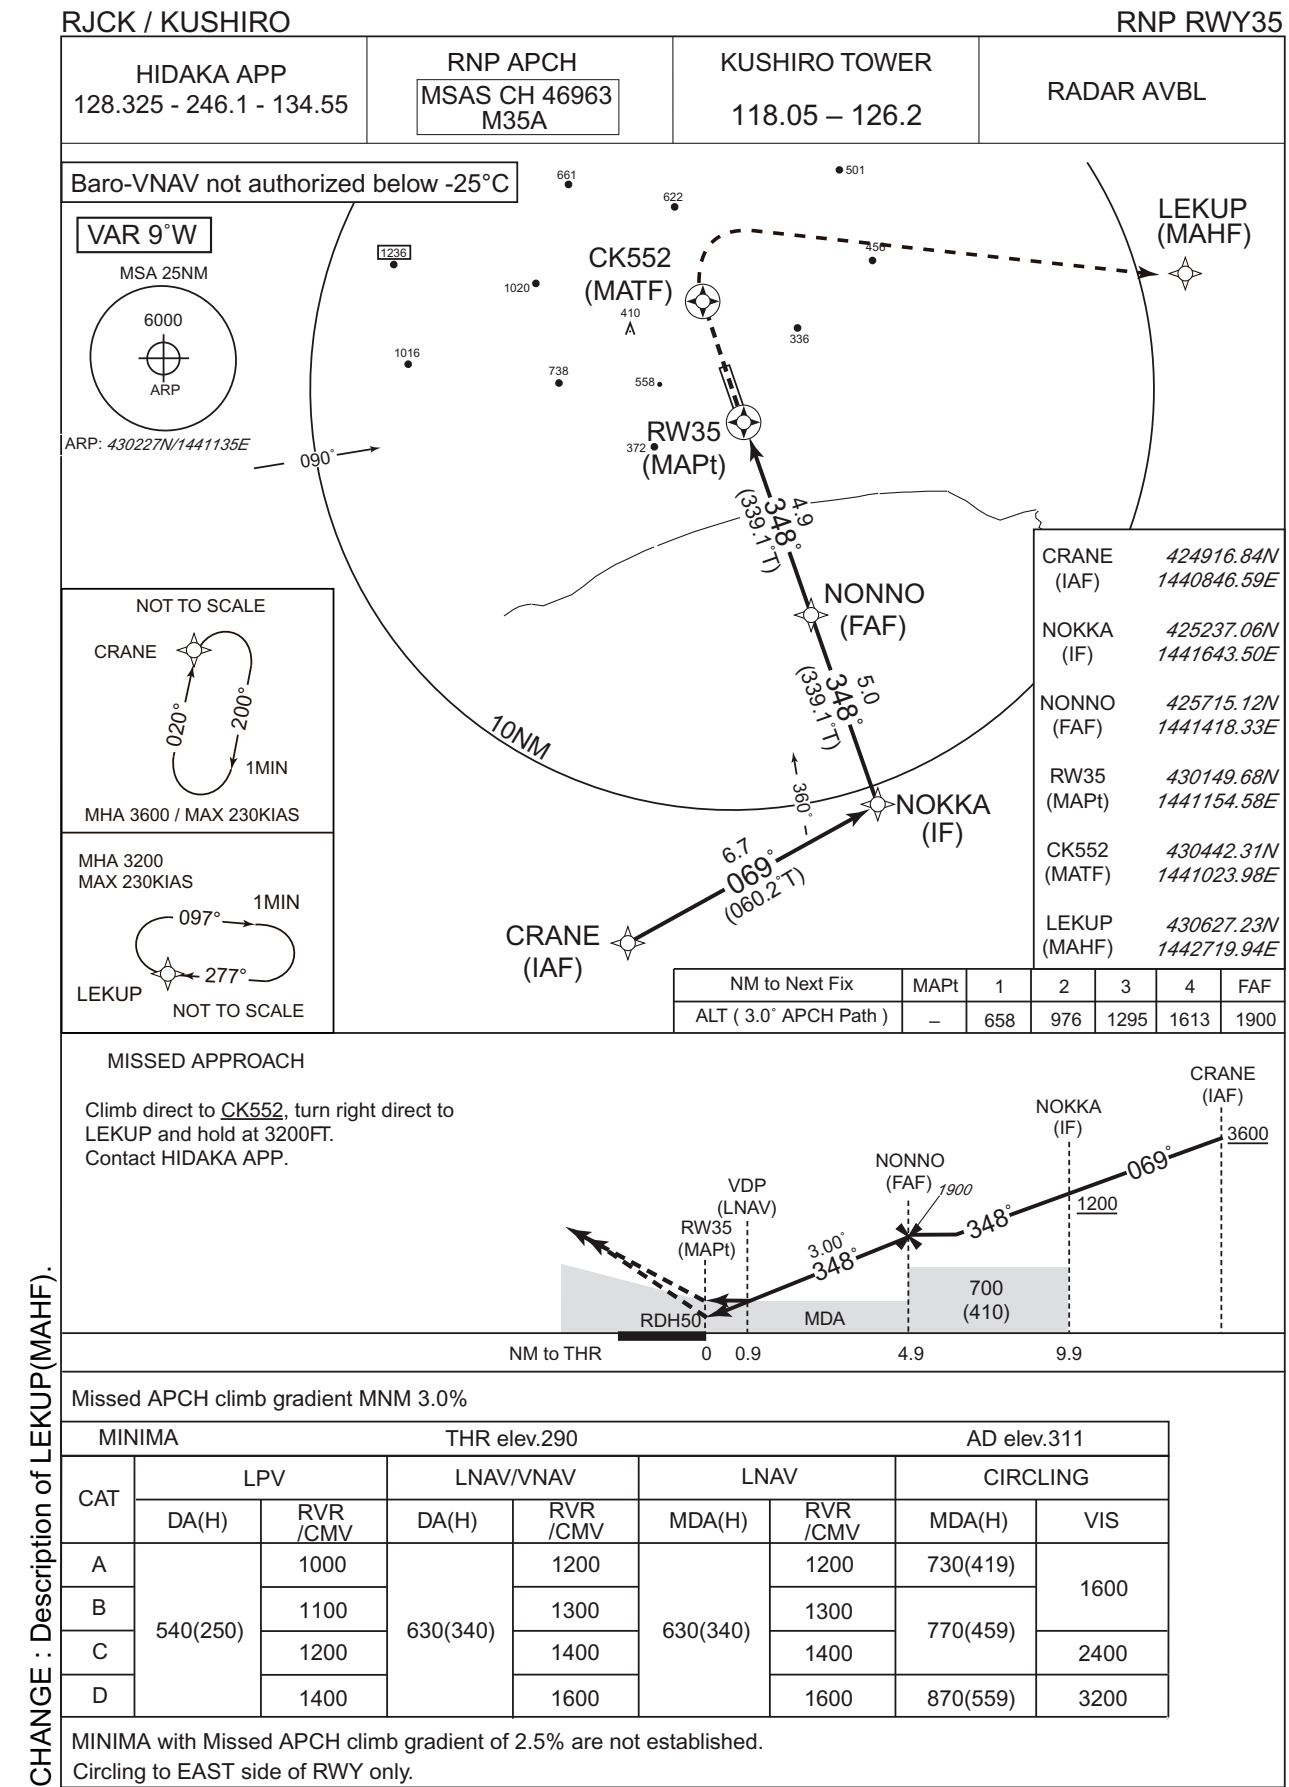 RJCK / KUSHIRO
RNP RWY35
HIDAKA APP
128.325 - 246.1 - 134.55
RNP APCH
MSAS CH 46963
M35A
KUSHIRO TOWER
118.05 – 126.2
RADAR AVBL
Baro-VNAV not authorized below -25°C
VAR 9°W
MSA 25NM
6000
ARP
ARP: 430227N/1441135E
661
501
622
1236
456
1020
410
336
1016
738
558
372
LEKUP
(MAHF)
CK552
(MATF)
RW35
(MAPt)
090°
4.9
348°
(339.1°T)
NONNO
(FAF)
5.0
348°
(339.1°T)
10NM
360°
NOKKA
(IF)
6.7
069°
(060.2°T)
CRANE
(IAF)
NOT TO SCALE
CRANE
020°
200°
1MIN
MHA 3600 / MAX 230KIAS
MHA 3200
MAX 230KIAS
1MIN
097°
277°
LEKUP
NOT TO SCALE
CRANE 424916.84N
(IAF) 1440846.59E
NOKKA 425237.06N
(IF) 1441643.50E
NONNO 425715.12N
(FAF) 1441418.33E
RW35 430149.68N
(MAPt) 1441154.58E
CK552 430442.31N
(MATF) 1441023.98E
LEKUP 430627.23N
(MAHF) 1442719.94E
NM to Next Fix MAPt 1 2 3 4 FAF
ALT ( 3.0° APCH Path ) – 658 976 1295 1613 1900
MISSED APPROACH
Climb direct to CK552, turn right direct to
LEKUP and hold at 3200FT.
Contact HIDAKA APP.
CRANE
(IAF)
3600
NOKKA
(IF)
069°
1200
NONNO
(FAF)
1900
348°
VDP
(LNAV)
RW35
(MAPt)
3.00°
348°
700
(410)
RDH50
MDA
NM to THR 0 0.9 4.9 9.9
Missed APCH climb gradient MNM 3.0%
MINIMA THR elev.290 AD elev.311
CAT LPV LNAV/VNAV LNAV CIRCLING
DA(H) RVR /CMV DA(H) RVR /CMV MDA(H) RVR /CMV MDA(H) VIS
A 540(250) 1000 630(340) 1200 630(340) 1200 730(419) 1600
B 1100 1300 1300 770(459)
C 1200 1400 1400 2400
D 1400 1600 1600 870(559) 3200
MINIMA with Missed APCH climb gradient of 2.5% are not established.
Circling to EAST side of RWY only.
CHANGE : Description of LEKUP(MAHF).